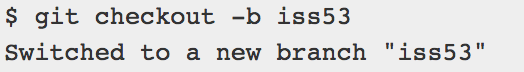 $ git checkout -b iss53
Switched to a new branch "iss53"